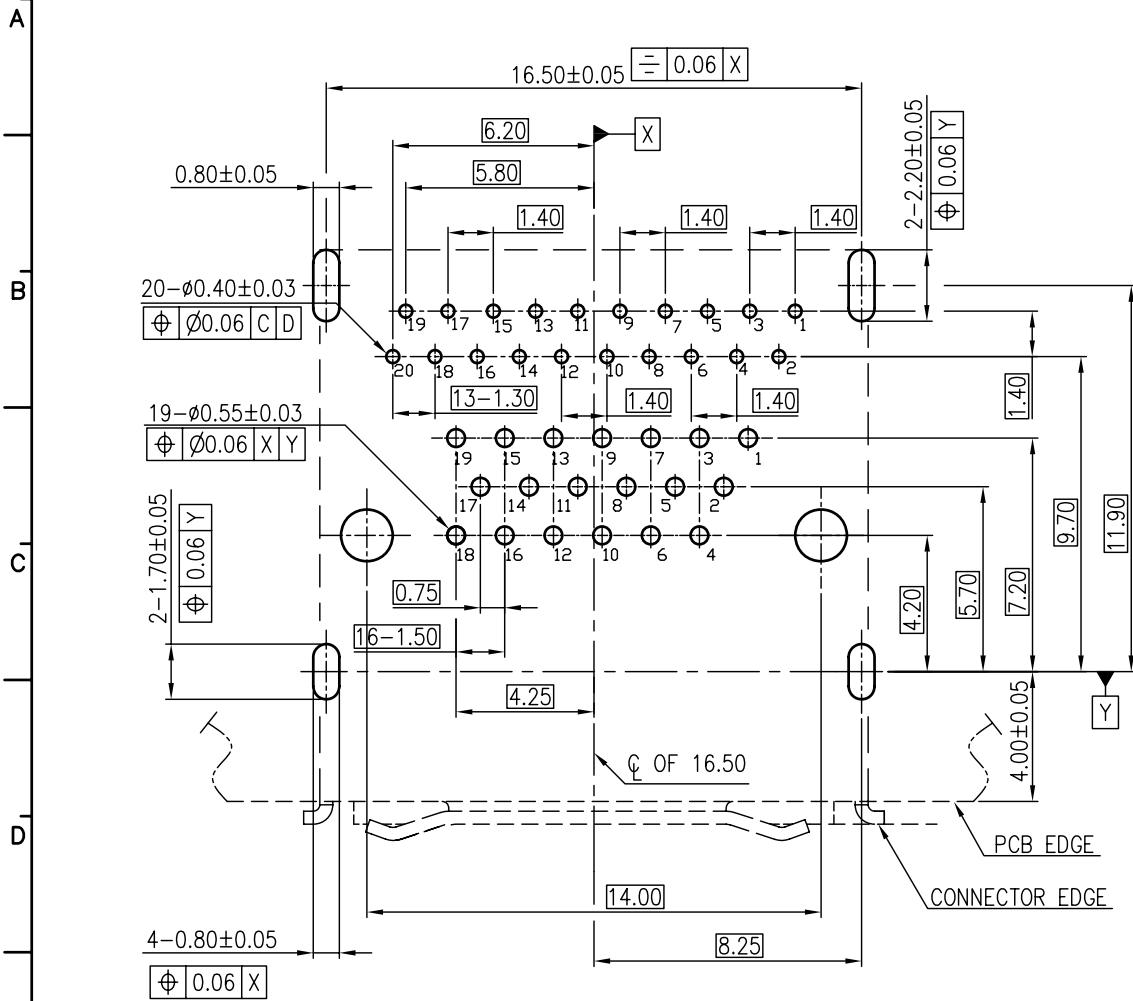 A
16.50±0.05 ⌯ 0.06 X
6.20 X
5.80
0.80±0.05
1.40 1.40 1.40
2-2.20±0.05
⌖ 0.06 Y
B
20-ø0.40±0.03
⌖ Ø0.06 C D
19 17 15 13 11 9 7 5 3 1
20 18 16 14 12 10 8 6 4 2
13-1.30 1.40 1.40
1.40
19-ø0.55±0.03
⌖ Ø0.06 X Y
19 15 13 9 7 3 1
17 14 11 8 5 2
18 16 12 10 6 4
C
2-1.70±0.05
⌖ 0.06 Y
0.75
16-1.50
4.25
4.20
5.70
7.20
9.70
11.90
Y
4.00±0.05
℄ OF 16.50
D
PCB EDGE
CONNECTOR EDGE
14.00
8.25
4-0.80±0.05
⌖ 0.06 X